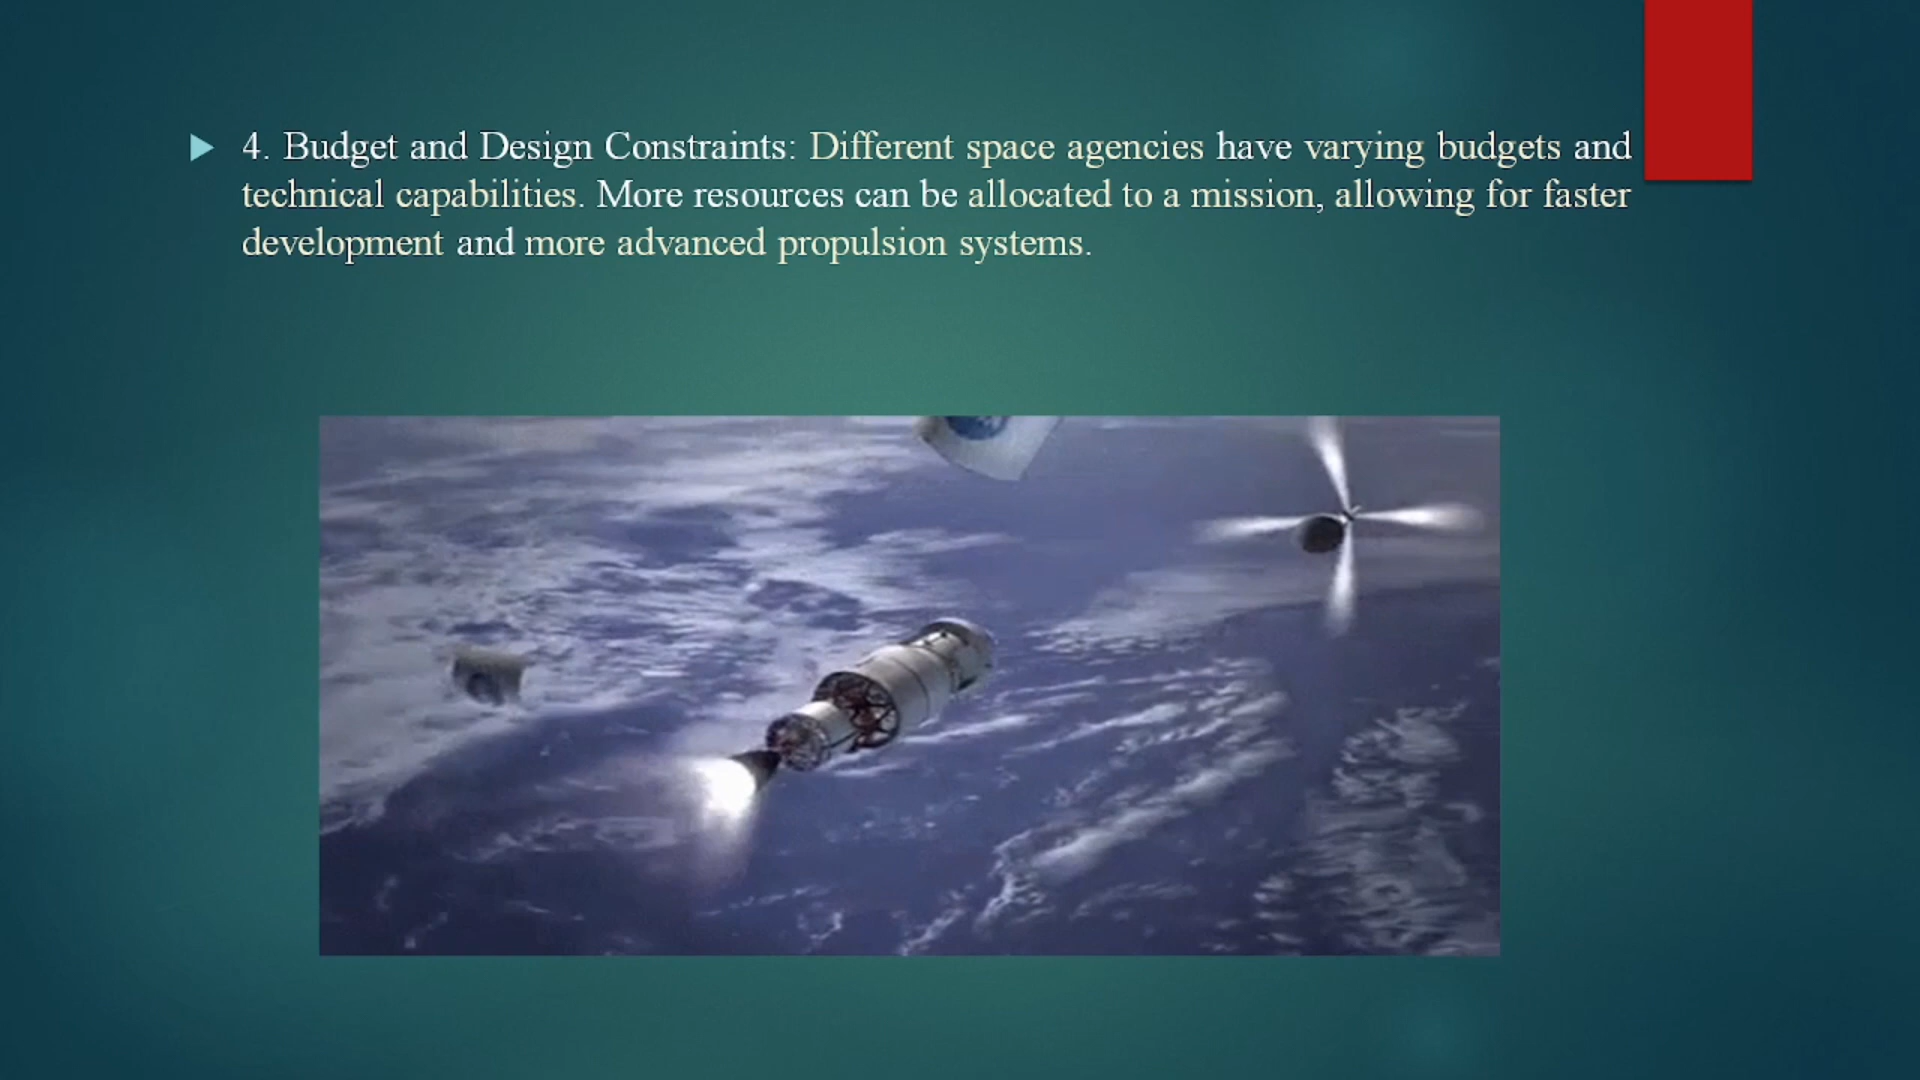 4. Budget and Design Constraints: Different space agencies have varying budgets and
technical capabilities. More resources can be allocated to a mission, allowing for faster
development and more advanced propulsion systems.